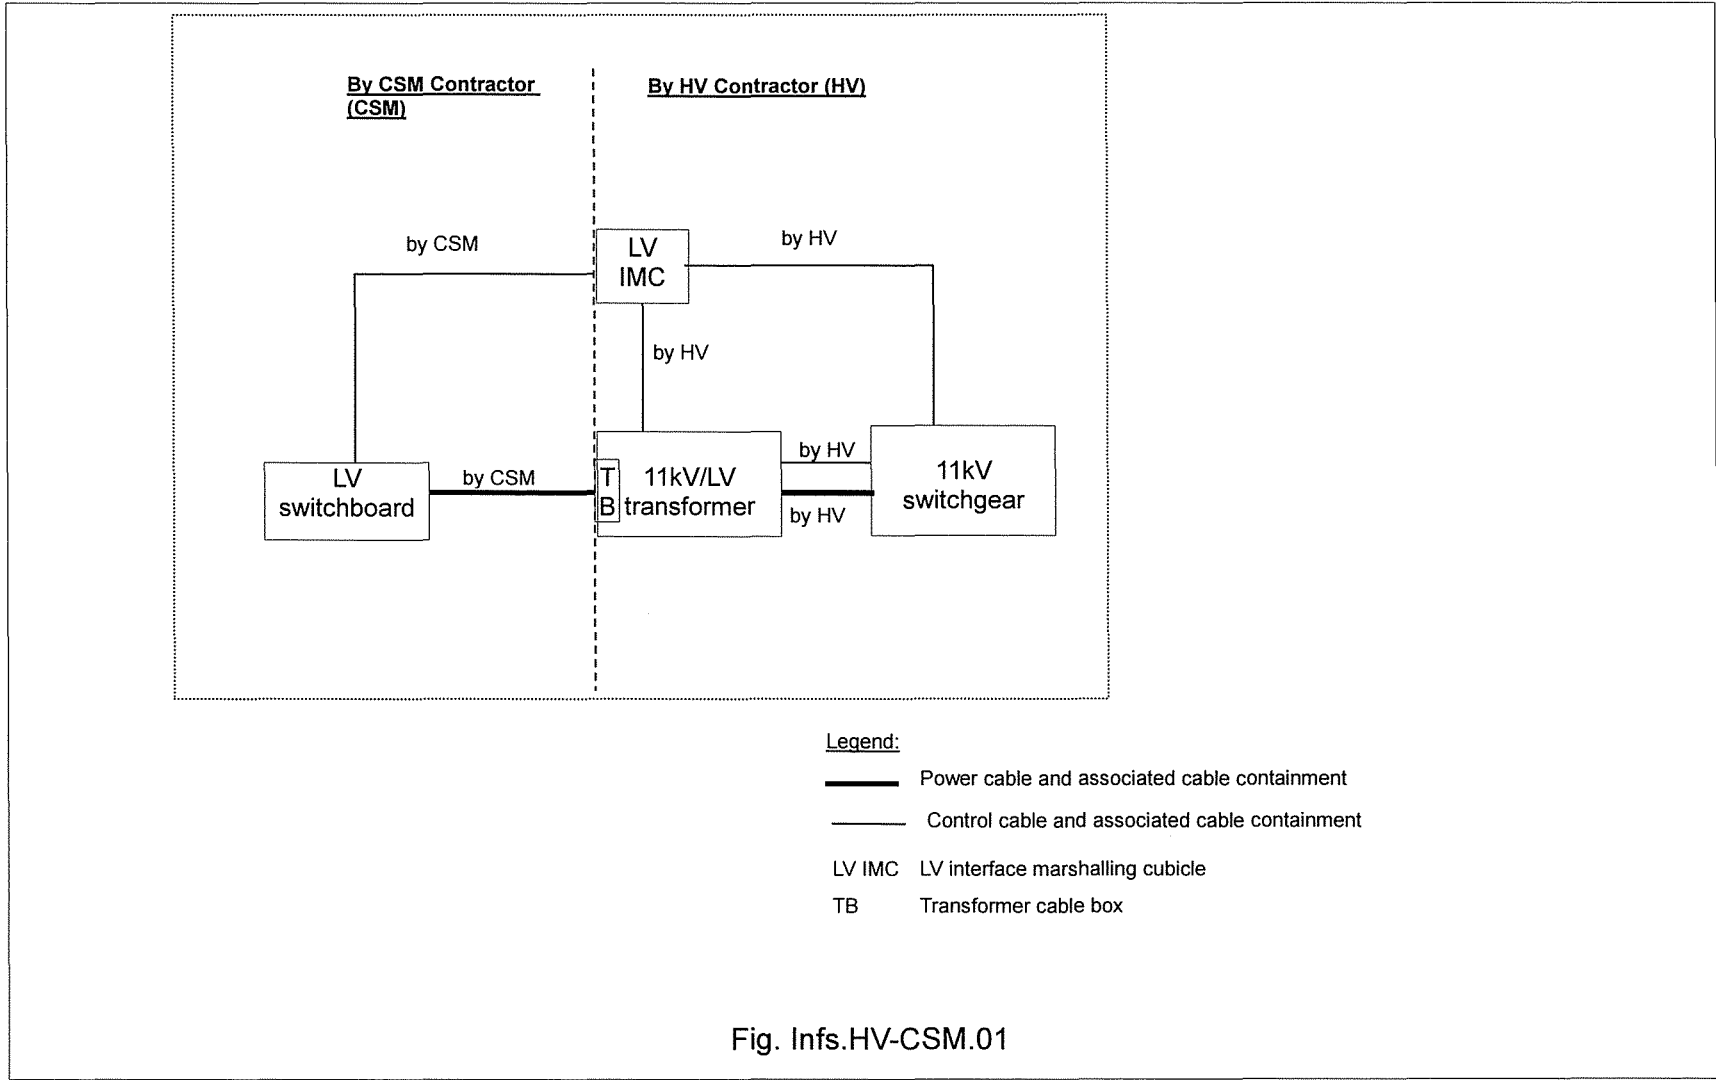 By CSM Contractor
(CSM)
By HV Contractor (HV)
by CSM
LV
IMC
by HV
by HV
LV
switchboard
by CSM
T
B
11kV/LV
transformer
by HV
by HV
11kV
switchgear
Legend:
Power cable and associated cable containment
Control cable and associated cable containment
LV IMC LV interface marshalling cubicle
TB Transformer cable box
Fig. Infs.HV-CSM.01